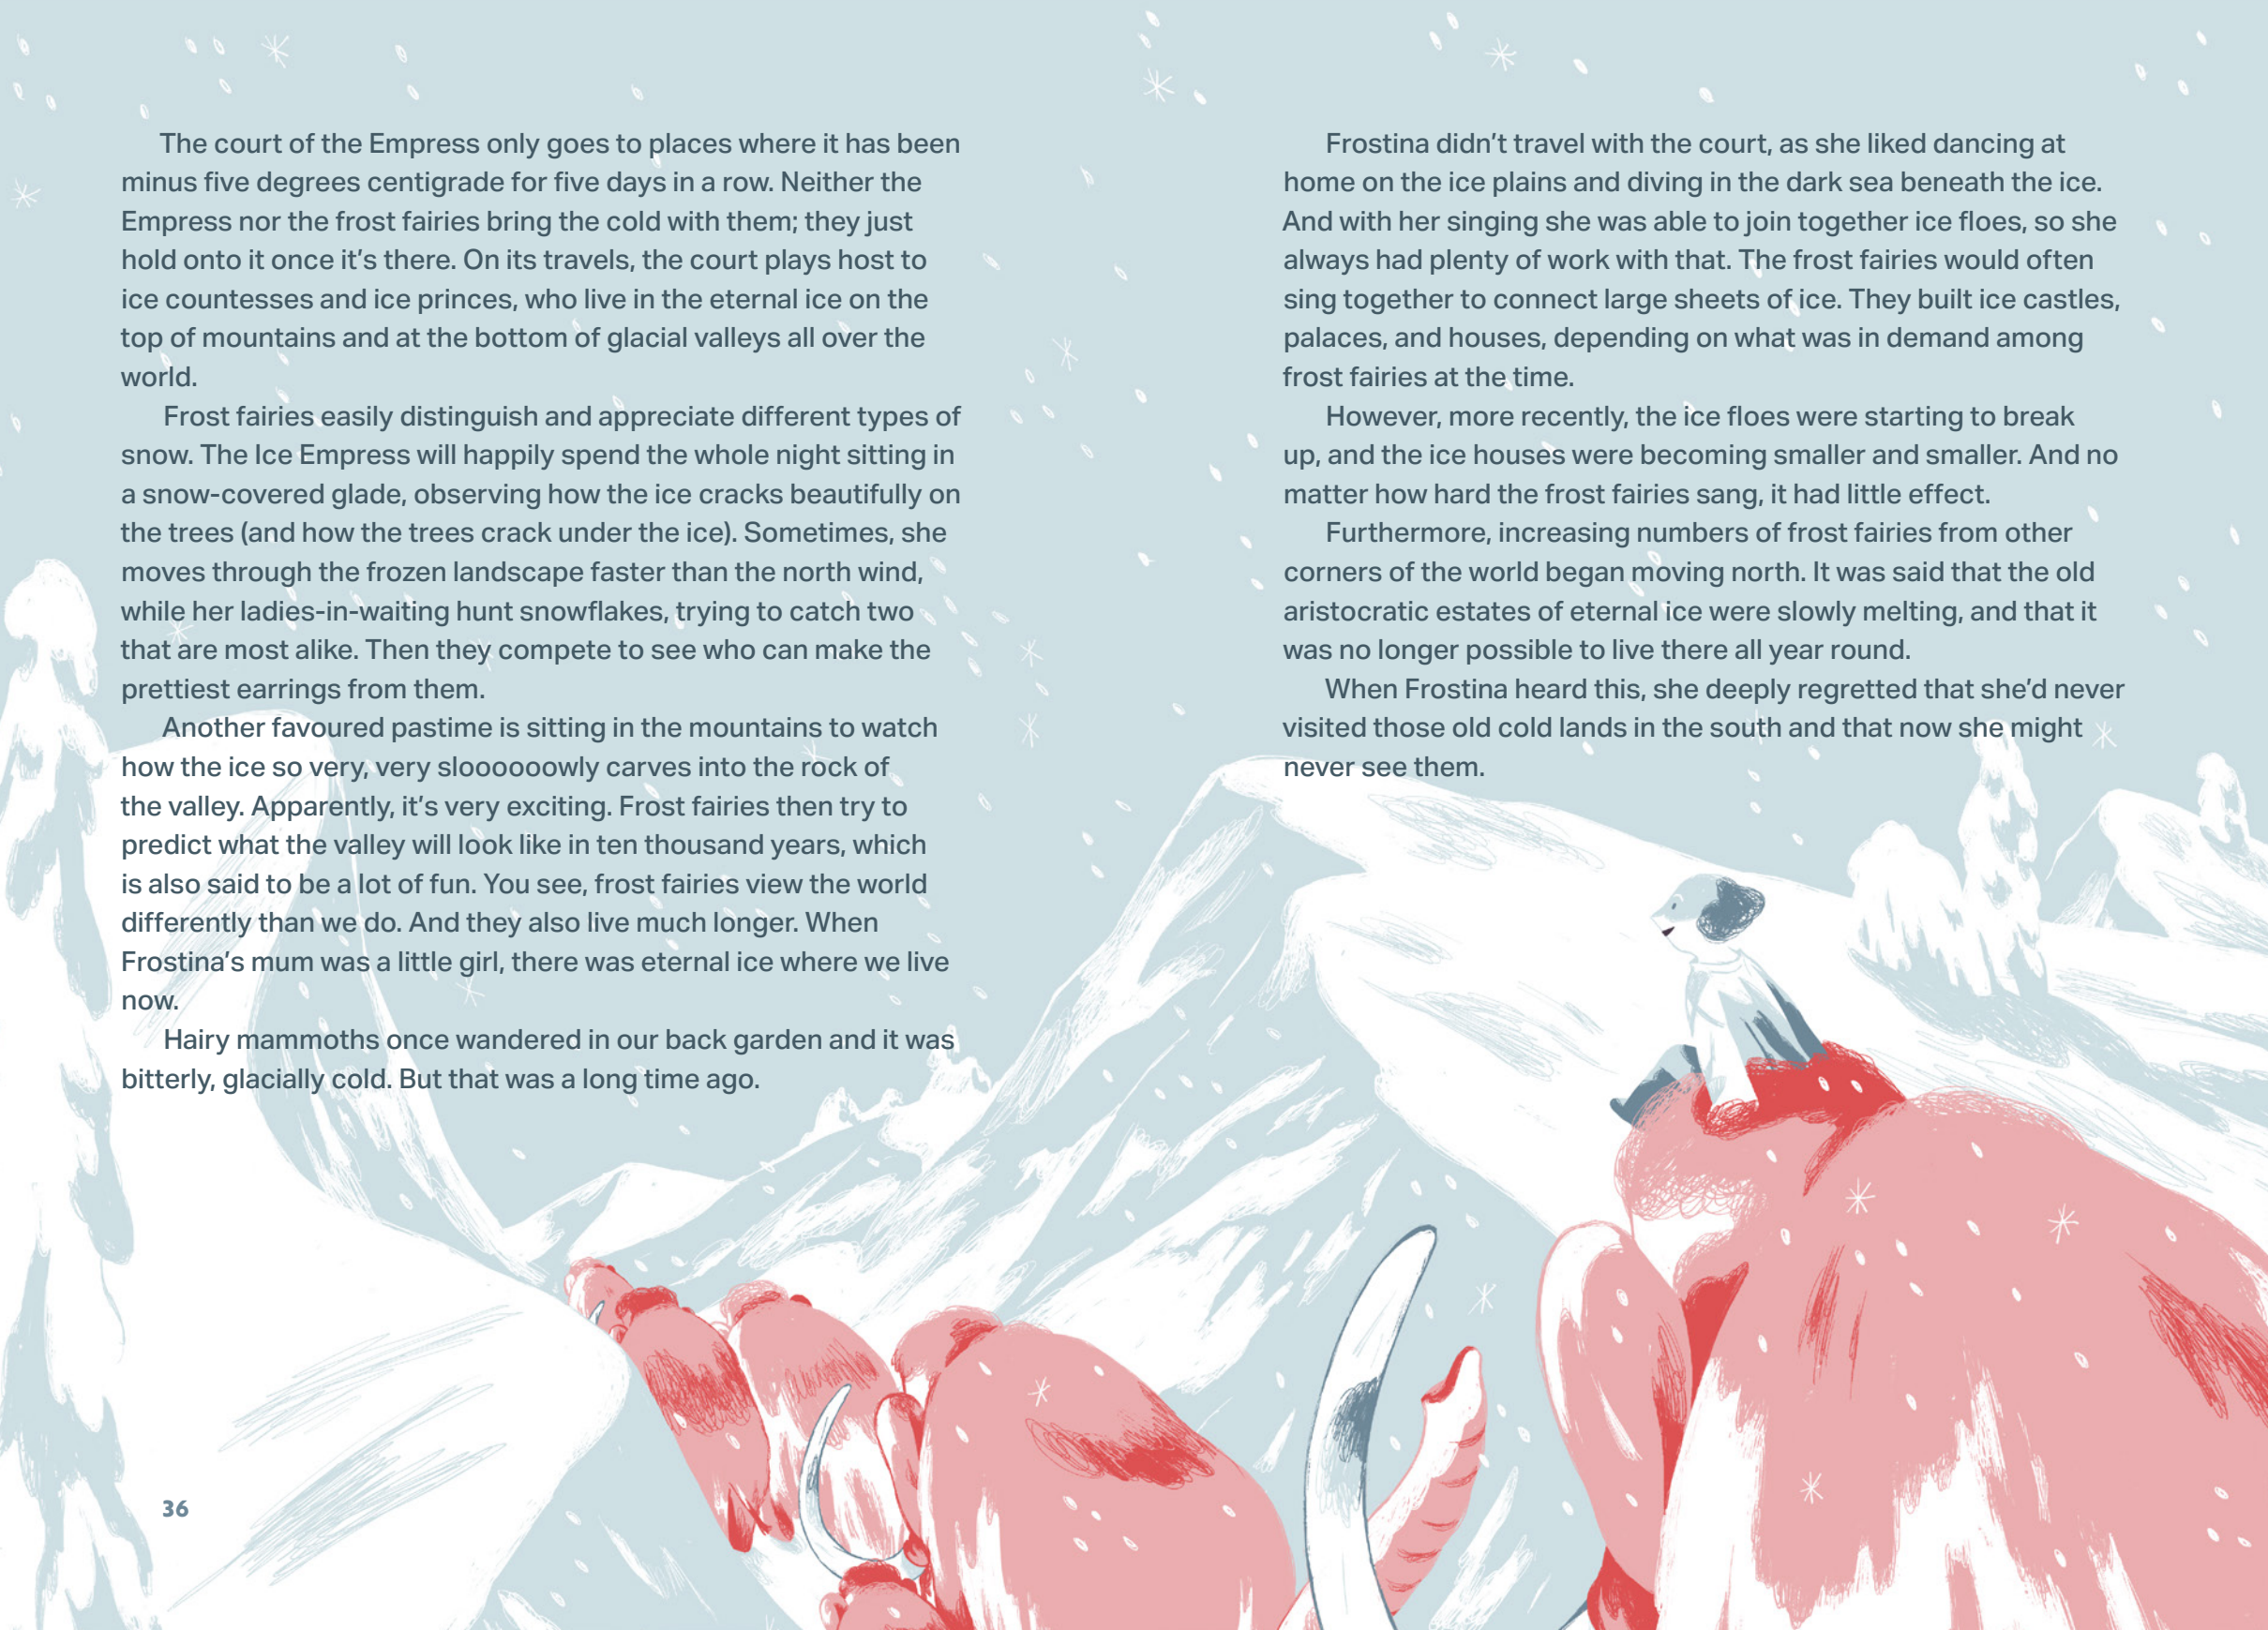 The court of the Empress only goes to places where it has been
minus five degrees centigrade for five days in a row. Neither the
Empress nor the frost fairies bring the cold with them; they just
hold onto it once it's there. On its travels, the court plays host to
ice countesses and ice princes, who live in the eternal ice on the
top of mountains and at the bottom of glacial valleys all over the
world.
Frost fairies easily distinguish and appreciate different types of
snow. The Ice Empress will happily spend the whole night sitting in
a snow-covered glade, observing how the ice cracks beautifully on
the trees (and how the trees crack under the ice). Sometimes, she
moves through the frozen landscape faster than the north wind,
while her ladies-in-waiting hunt snowflakes, trying to catch two
that are most alike. Then they compete to see who can make the
prettiest earrings from them.
Another favoured pastime is sitting in the mountains to watch
how the ice so very, very sloooooowly carves into the rock of
the valley. Apparently, it's very exciting. Frost fairies then try to
predict what the valley will look like in ten thousand years, which
is also said to be a lot of fun. You see, frost fairies view the world
differently than we do. And they also live much longer. When
Frostina's mum was a little girl, there was eternal ice where we live
now.
Hairy mammoths once wandered in our back garden and it was
bitterly, glacially cold. But that was a long time ago.
36
Frostina didn't travel with the court, as she liked dancing at
home on the ice plains and diving in the dark sea beneath the ice.
And with her singing she was able to join together ice floes, so she
always had plenty of work with that. The frost fairies would often
sing together to connect large sheets of ice. They built ice castles,
palaces, and houses, depending on what was in demand among
frost fairies at the time.
However, more recently, the ice floes were starting to break
up, and the ice houses were becoming smaller and smaller. And no
matter how hard the frost fairies sang, it had little effect.
Furthermore, increasing numbers of frost fairies from other
corners of the world began moving north. It was said that the old
aristocratic estates of eternal ice were slowly melting, and that it
was no longer possible to live there all year round.
When Frostina heard this, she deeply regretted that she'd never
visited those old cold lands in the south and that now she might
never see them.